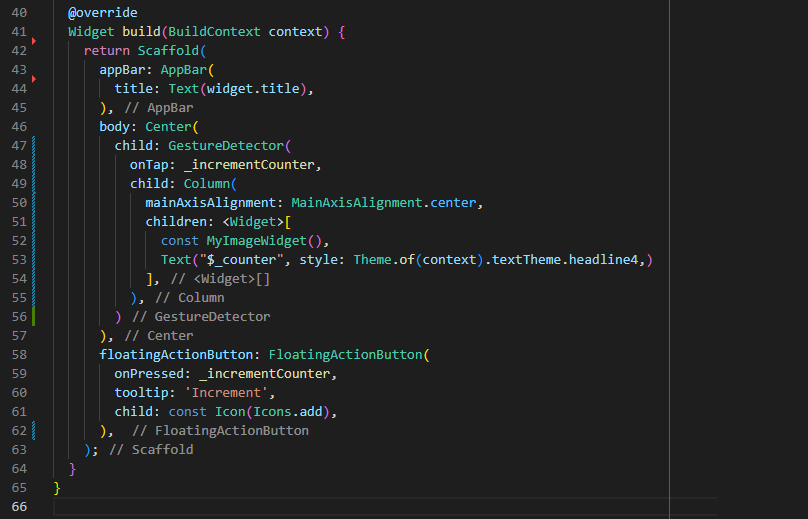 40 @override
41 Widget build(BuildContext context) {
42 return Scaffold(
43 appBar: AppBar(
44 title: Text(widget.title),
45 ), // AppBar
46 body: Center(
47 child: GestureDetector(
48 onTap: _incrementCounter,
49 child: Column(
50 mainAxisAlignment: MainAxisAlignment.center,
51 children: <Widget>[
52 const MyImageWidget(),
53 Text("$_counter", style: Theme.of(context).textTheme.headline4,)
54 ], // <Widget>[]
55 ), // Column
56 ) // GestureDetector
57 ), // Center
58 floatingActionButton: FloatingActionButton(
59 onPressed: _incrementCounter,
60 tooltip: 'Increment',
61 child: const Icon(Icons.add),
62 ), // FloatingActionButton
63 ); // Scaffold
64 }
65 }
66